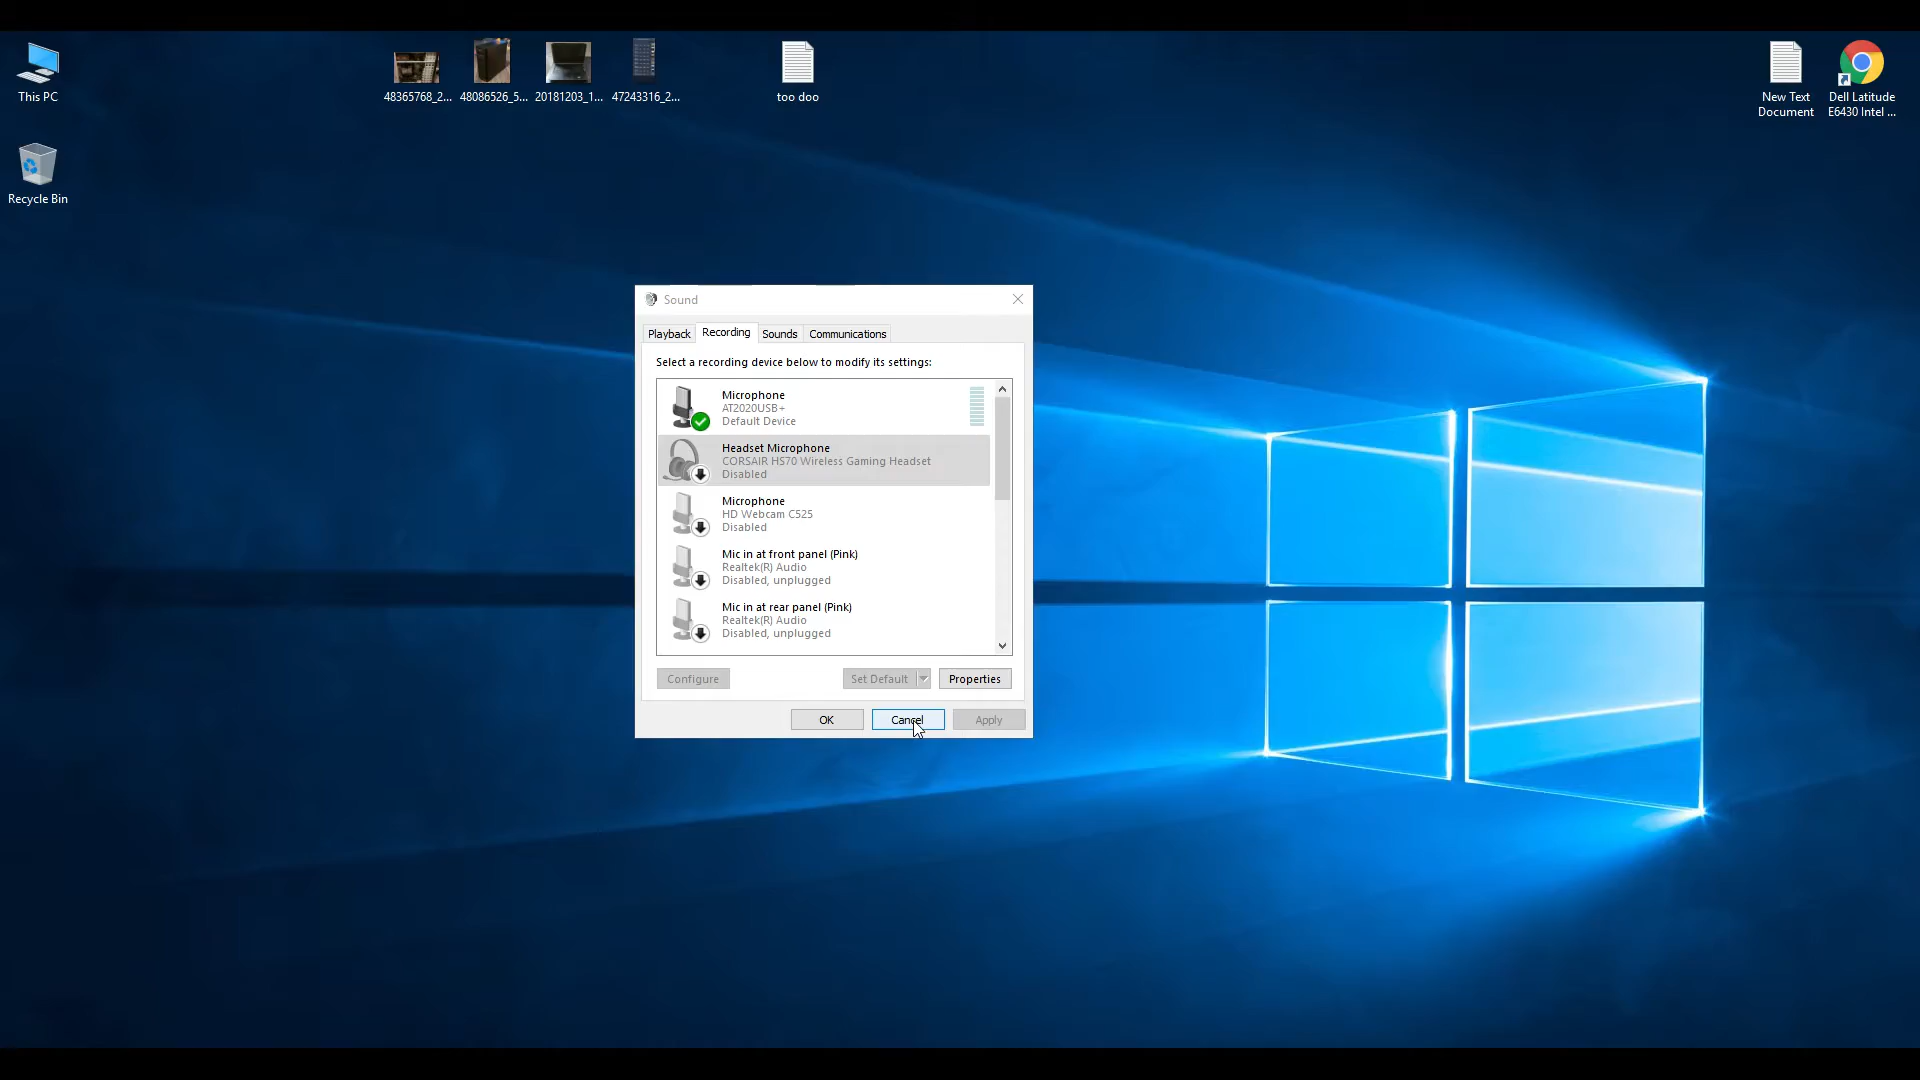 This PC
Recycle Bin
48365768_2...
48086526_5...
20181203_1...
47243316_2...
too doo
New Text
Document
Dell Latitude
E6430 Intel ...
Sound
Playback
Recording
Sounds
Communications
Select a recording device below to modify its settings:
Microphone
AT2020USB+
Default Device
Headset Microphone
CORSAIR HS70 Wireless Gaming Headset
Disabled
Microphone
HD Webcam C525
Disabled
Mic in at front panel (Pink)
Realtek(R) Audio
Disabled, unplugged
Mic in at rear panel (Pink)
Realtek(R) Audio
Disabled, unplugged
Configure
Set Default
Properties
OK
Cancel
Apply